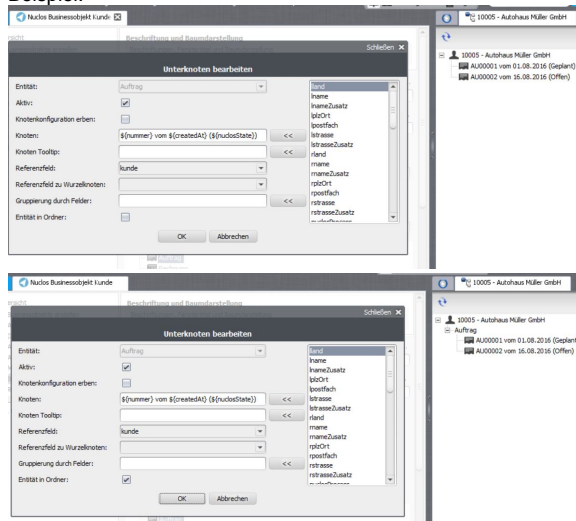 Beispiel:
Nuclos Businessobjekt Kunde
10005 - Autohaus Müller GmbH
Beschriftung und Baumdarstellung
Schließen
Unterknoten bearbeiten
Entität:
Auftrag
Aktiv:
Knotenkonfiguration erben:
Knoten:
${nummer} vom ${createdAt} (${nuclosState})
<<
Knoten Tooltip:
<<
Referenzfeld:
kunde
Referenzfeld zu Wurzelknoten:
Gruppierung durch Felder:
<<
Entität in Ordner:
OK
Abbrechen
lland
lname
lnameZusatz
lplzOrt
lpostfach
lstrasse
lstrasseZusatz
rland
rname
rnameZusatz
rplzOrt
rpostfach
rstrasse
rstrasseZusatz
10005 - Autohaus Müller GmbH
AU00001 vom 01.08.2016 (Geplant)
AU00002 vom 16.08.2016 (Offen)
Auftrag
Nuclos Businessobjekt Kunde
10005 - Autohaus Müller GmbH
Beschriftung und Baumdarstellung
Schließen
Unterknoten bearbeiten
Entität:
Auftrag
Aktiv:
Knotenkonfiguration erben:
Knoten:
${nummer} vom ${createdAt} (${nuclosState})
<<
Knoten Tooltip:
<<
Referenzfeld:
kunde
Referenzfeld zu Wurzelknoten:
Gruppierung durch Felder:
<<
Entität in Ordner:
OK
Abbrechen
lland
lname
lnameZusatz
lplzOrt
lpostfach
lstrasse
lstrasseZusatz
rland
rname
rnameZusatz
rplzOrt
rpostfach
rstrasse
rstrasseZusatz
10005 - Autohaus Müller GmbH
Auftrag
AU00001 vom 01.08.2016 (Geplant
AU00002 vom 16.08.2016 (Offen)